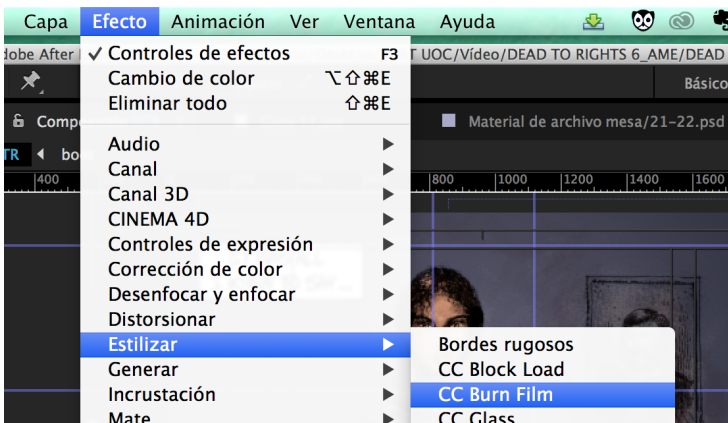 Capa Efecto Animación Ver Ventana Ayuda
dobe After
T UOC/Vídeo/DEAD TO RIGHTS 6_AME/DEAD
✓ Controles de efectos F3
Cambio de color ⌥⇧⌘E
Eliminar todo ⇧⌘E
Básico
Compo
Material de archivo mesa/21-22.psd
TR bo
400 800 1000 1200 1400 1600
Audio
Canal
Canal 3D
CINEMA 4D
Controles de expresión
Corrección de color
Desenfocar y enfocar
Distorsionar
Estilizar
Generar
Incrustación
Mate
Bordes rugosos
CC Block Load
CC Burn Film
CC Glass